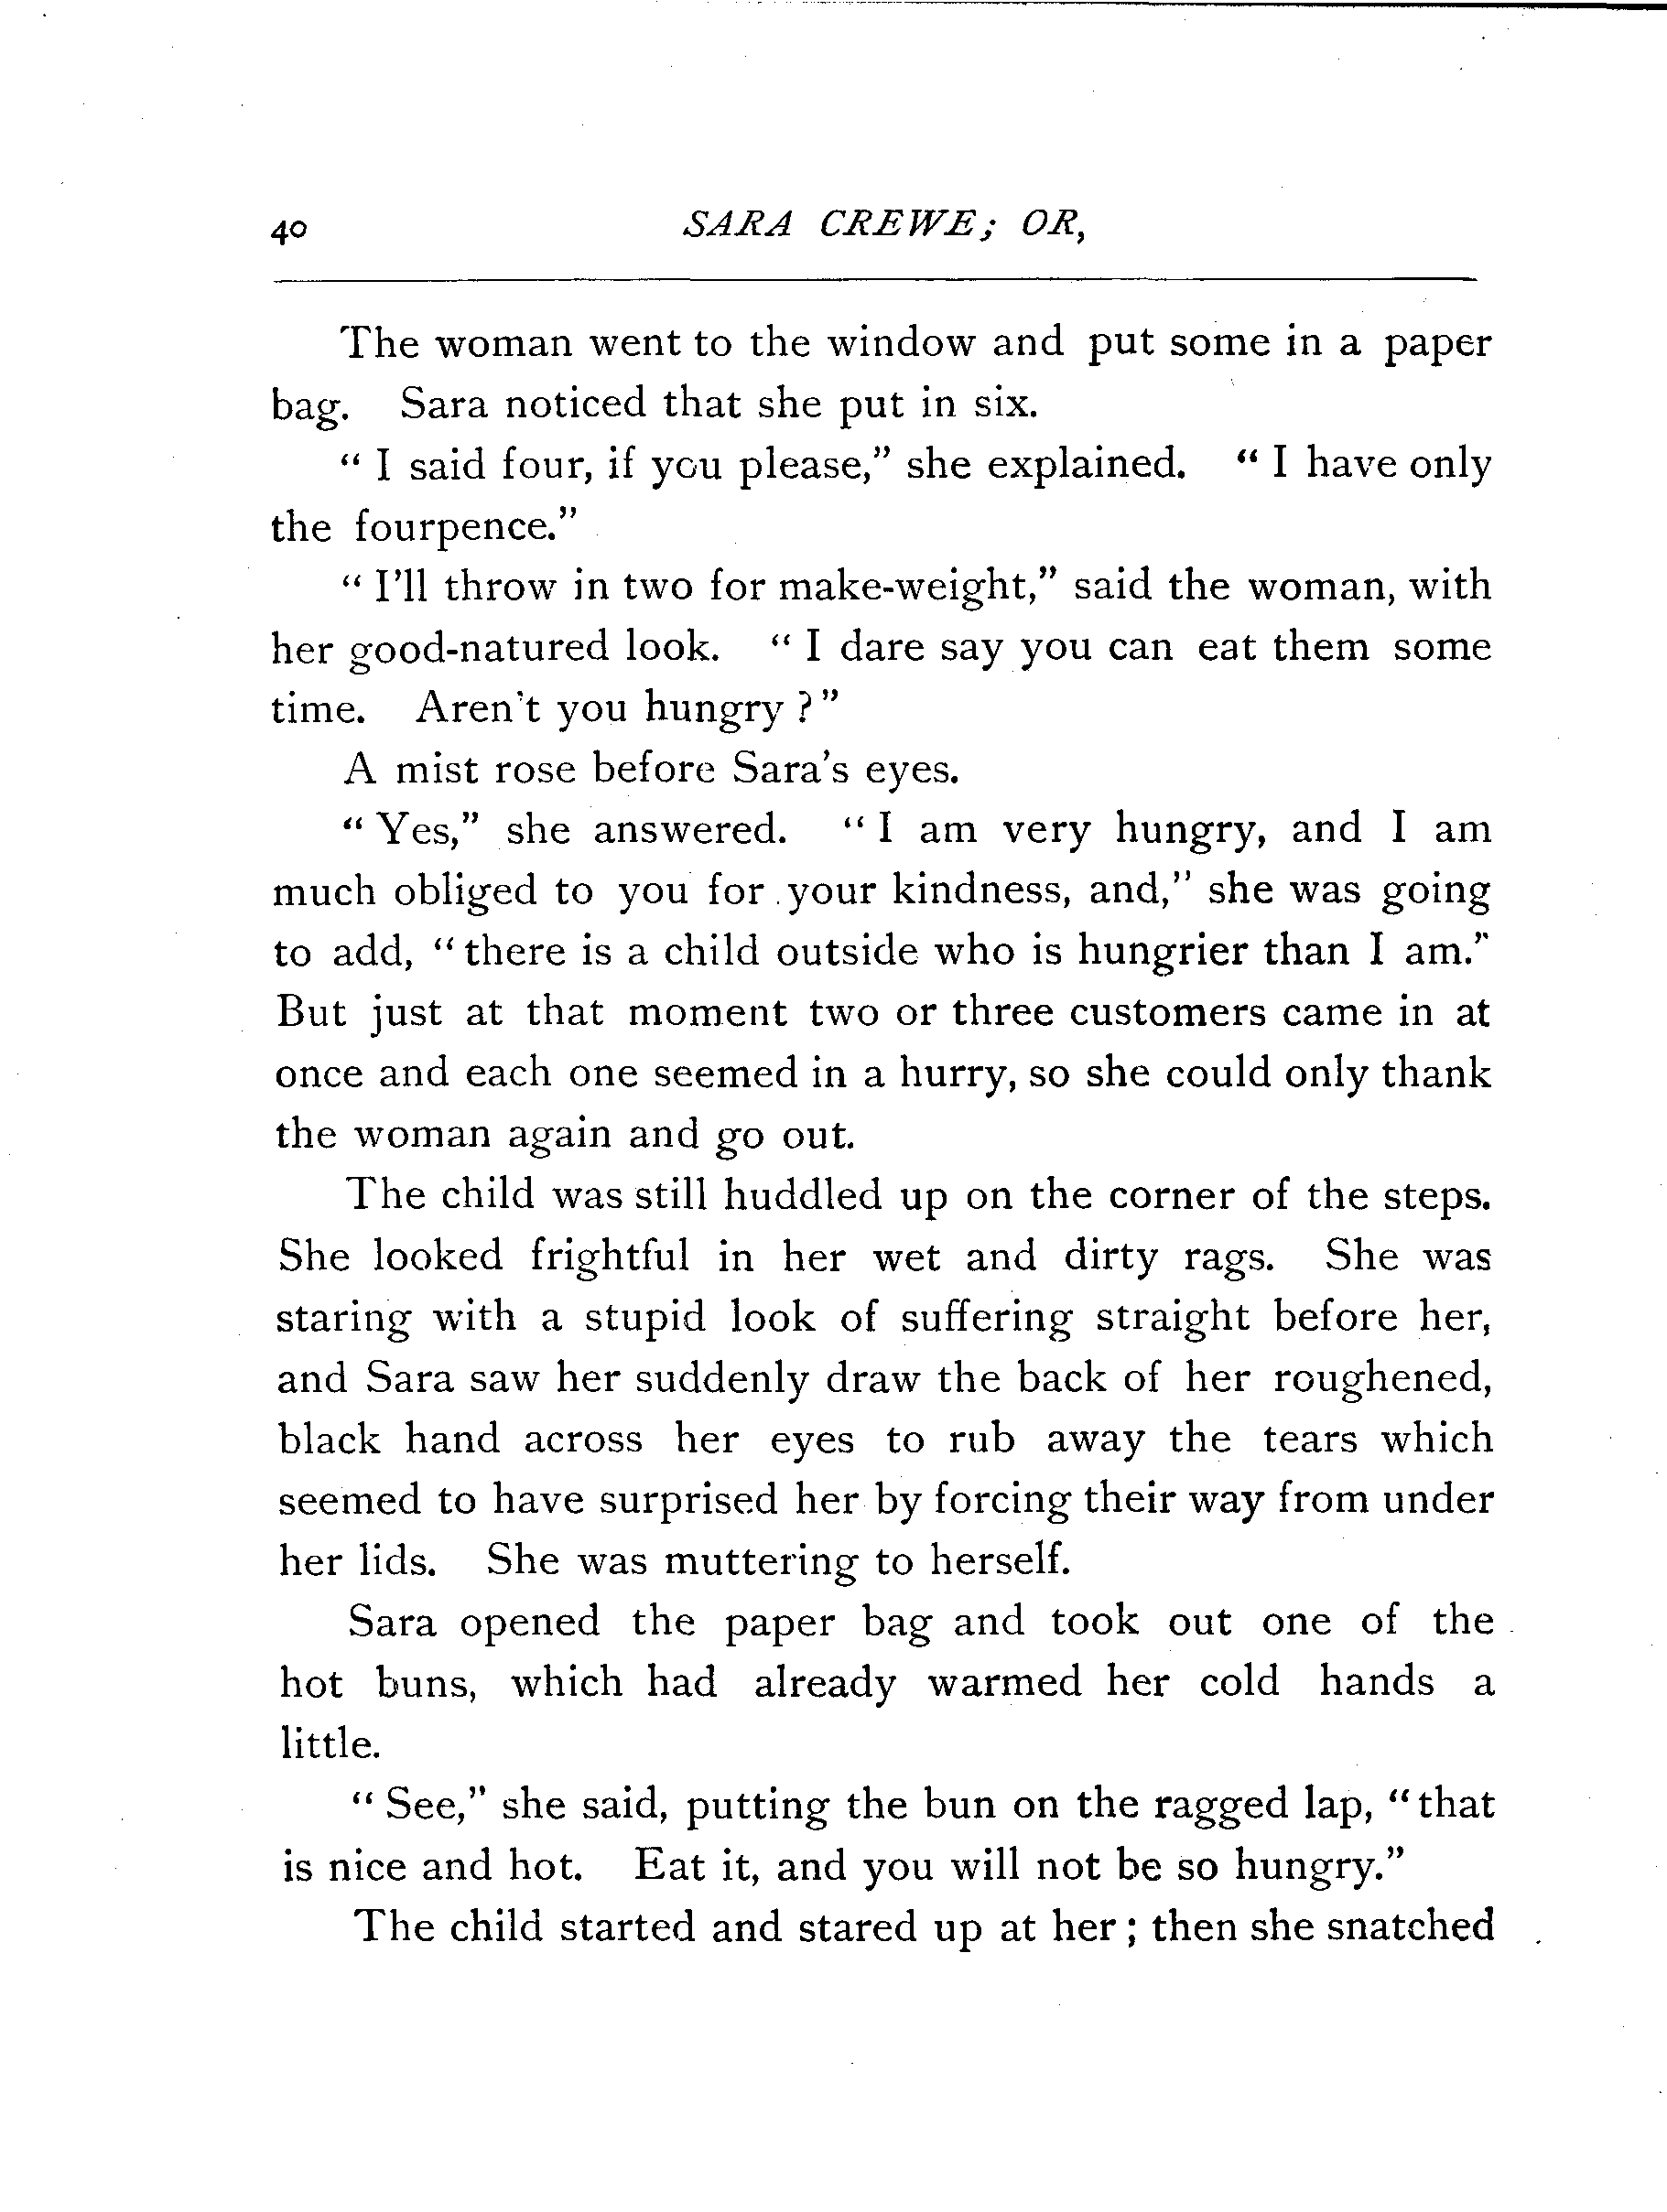 40 SARA CREWE; OR,
The woman went to the window and put some in a paper
bag. Sara noticed that she put in six.
“ I said four, if you please,” she explained. “ I have only
the fourpence.”
“ I'll throw in two for make-weight,” said the woman, with
her good-natured look. “ I dare say you can eat them some
time. Aren't you hungry ? ”
A mist rose before Sara's eyes.
“ Yes,” she answered. “ I am very hungry, and I am
much obliged to you for your kindness, and,” she was going
to add, “ there is a child outside who is hungrier than I am.”
But just at that moment two or three customers came in at
once and each one seemed in a hurry, so she could only thank
the woman again and go out.
The child was still huddled up on the corner of the steps.
She looked frightful in her wet and dirty rags. She was
staring with a stupid look of suffering straight before her,
and Sara saw her suddenly draw the back of her roughened,
black hand across her eyes to rub away the tears which
seemed to have surprised her by forcing their way from under
her lids. She was muttering to herself.
Sara opened the paper bag and took out one of the
hot buns, which had already warmed her cold hands a
little.
“ See,” she said, putting the bun on the ragged lap, “ that
is nice and hot. Eat it, and you will not be so hungry.”
The child started and stared up at her ; then she snatched